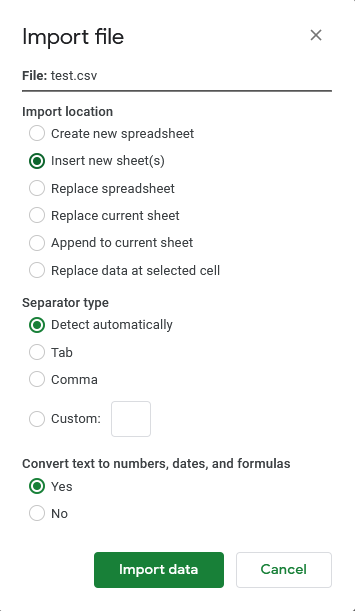 Import file
File: test.csv
Import location
Create new spreadsheet
Insert new sheet(s)
Replace spreadsheet
Replace current sheet
Append to current sheet
Replace data at selected cell
Separator type
Detect automatically
Tab
Comma
Custom:
Convert text to numbers, dates, and formulas
Yes
No
Import data Cancel